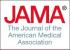 JAMA®
The Journal of the
American Medical
Association